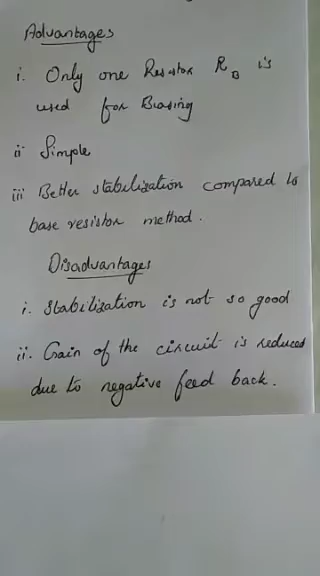 Advantages
i. Only one Resistor R_B is
used for Biasing
ii Simple
iii Better stabilization compared to
base resistor method.
Disadvantages
i. Stabilization is not so good
ii. Gain of the circuit is reduced
due to negative feed back.